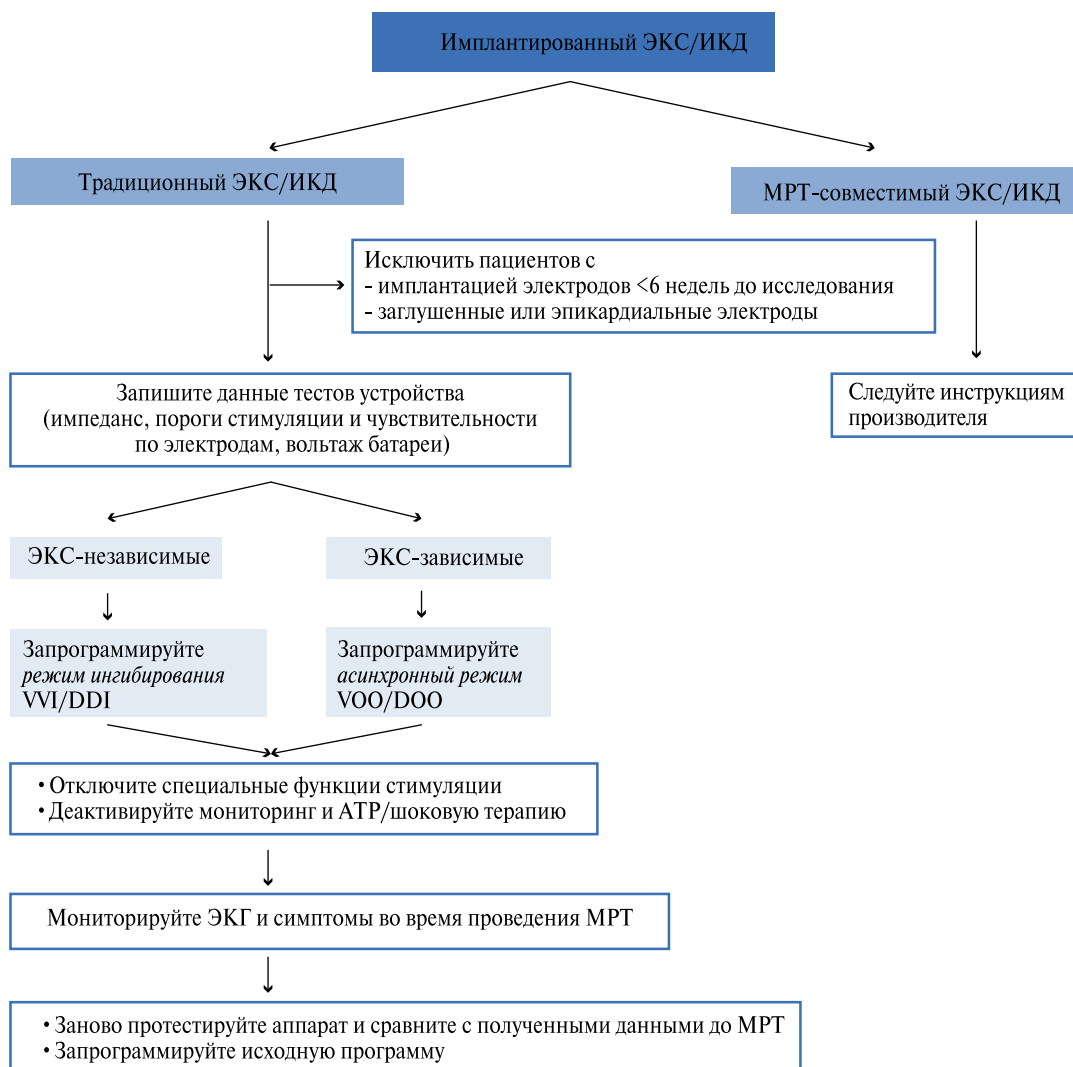 Имплантированный ЭКС/ИКД
Традиционный ЭКС/ИКД
МРТ-совместимый ЭКС/ИКД
Исключить пациентов с
- имплантацией электродов <6 недель до исследования
- заглушенные или эпикардиальные электроды
Запишите данные тестов устройства
(импеданс, пороги стимуляции и чувствительности
по электродам, вольтаж батареи)
Следуйте инструкциям
производителя
ЭКС-независимые
ЭКС-зависимые
Запрограммируйте
режим ингибирования
VVI/DDI
Запрограммируйте
асинхронный режим
VOO/DOO
• Отключите специальные функции стимуляции
• Деактивируйте мониторинг и АТР/шоковую терапию
Мониторируйте ЭКГ и симптомы во время проведения МРТ
• Заново протестируйте аппарат и сравните с полученными данными до МРТ
• Запрограммируйте исходную программу